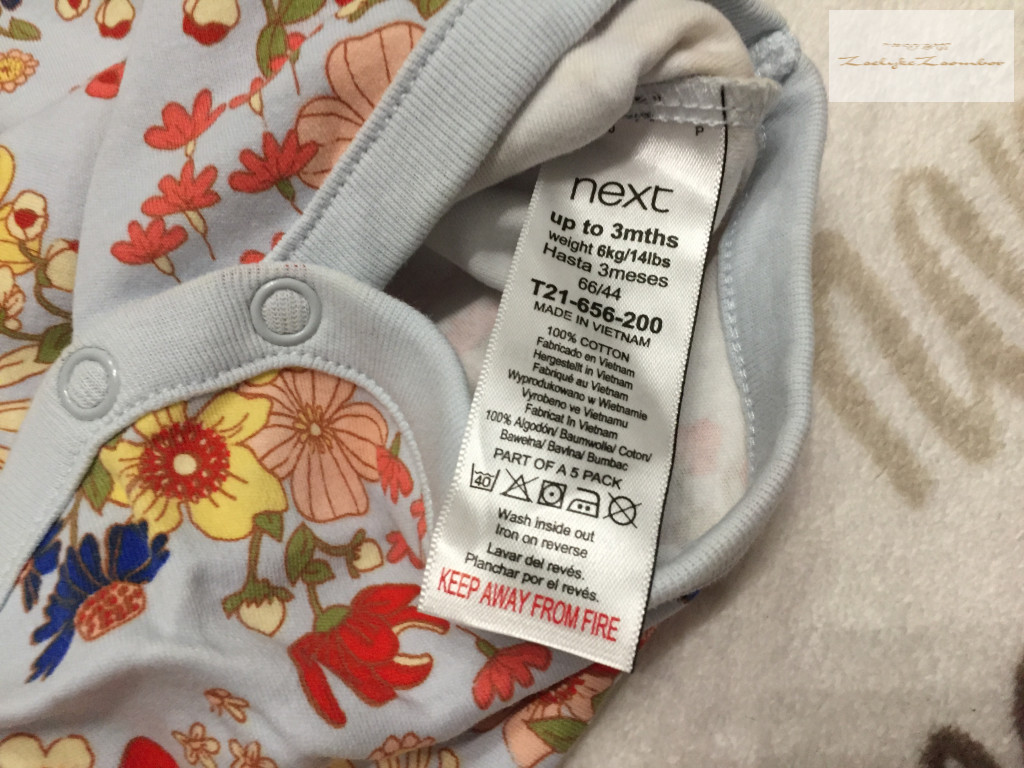 next
up to 3mths
weight 6kg/14lbs
Hasta 3meses
66/44
T21-656-200
MADE IN VIETNAM
100% COTTON
Fabricado en Vietnam
Hergestellt in Vietnam
Fabriqué au Vietnam
Wyprodukowano w Wietnamie
Vyrobeno ve Vietnamu
Fabricat în Vietnam
100% Algodón/ Baumwolle/ Coton/
Bawełna/ Bavlna/ Bumbac
PART OF A 5 PACK
40
Wash inside out
Iron on reverse
Lavar del revés.
Planchar por el revés.
KEEP AWAY FROM FIRE